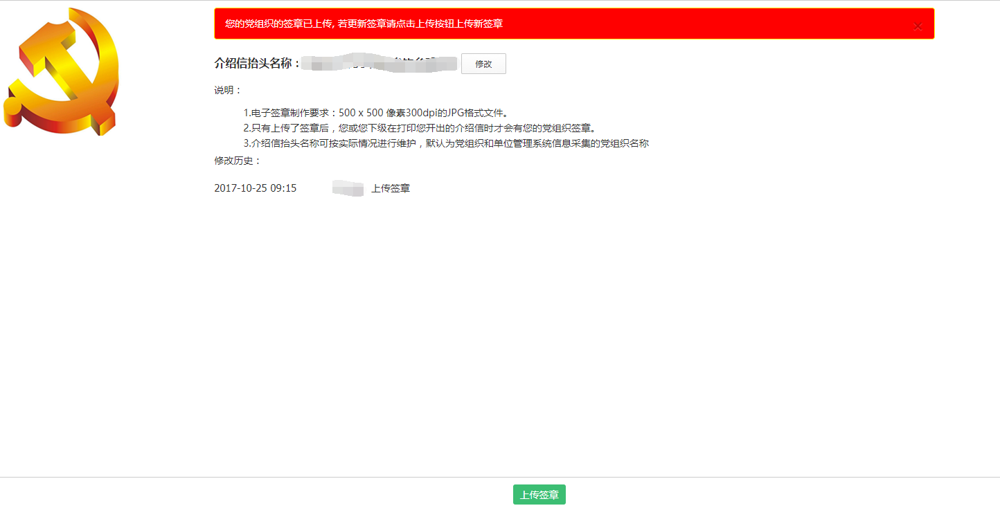 您的党组织的签章已上传, 若更新签章请点击上传按钮上传新签章
介绍信抬头名称：
修改
说明：
1.电子签章制作要求：500 x 500 像素300dpi的JPG格式文件。
2.只有上传了签章后，您或您下级在打印您开出的介绍信时才会有您的党组织签章。
3.介绍信抬头名称可按实际情况进行维护，默认为党组织和单位管理系统信息采集的党组织名称
修改历史：
2017-10-25 09:15 上传签章
上传签章